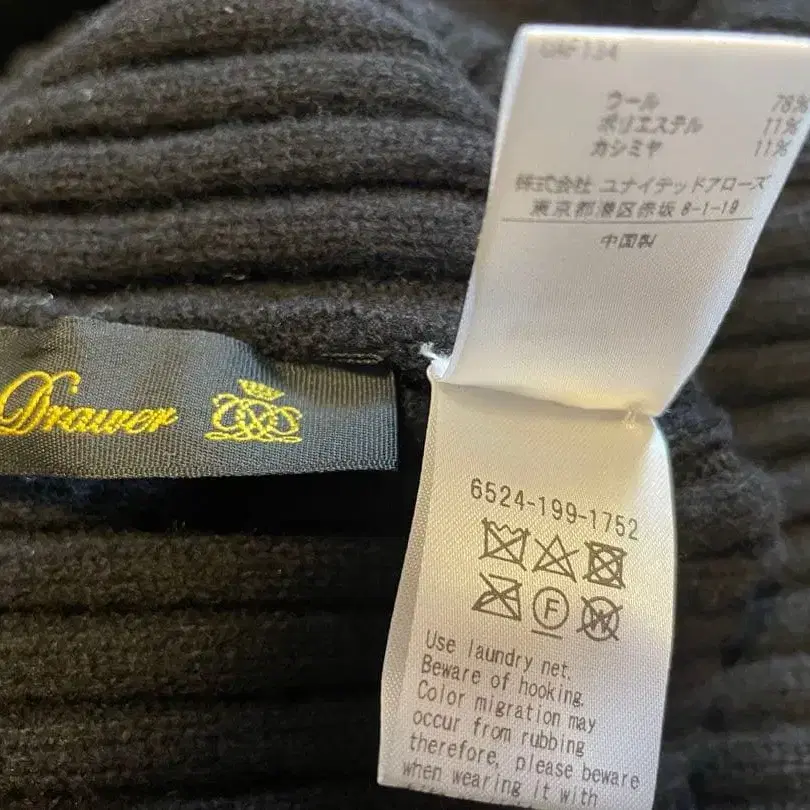 Drawer
ウール 78%
ポリエステル 11%
カシミヤ 11%
株式会社 ユナイテッドアローズ
東京都港区赤坂 8-1-19
中国製
6524-199-1752
F
W
Use laundry net.
Beware of hooking.
Color migration may
occur from rubbing
therefore, please beware
when wearing it with